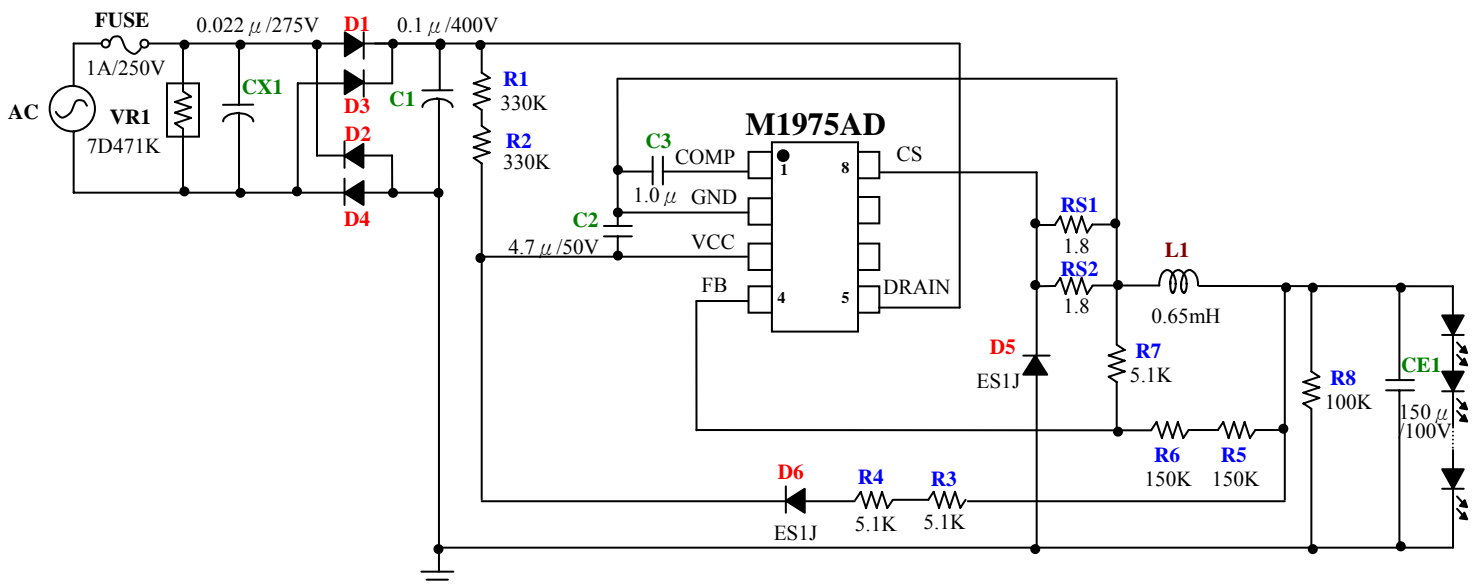 FUSE
1A/250V
AC
VR1
7D471K
0.022μ/275V
CX1
D1
D3
D2
D4
0.1μ/400V
C1
R1
330K
R2
330K
M1975AD
C3
1.0μ
COMP
GND
C2
4.7μ/50V
VCC
FB
1
8
4
5
CS
DRAIN
RS1
1.8
RS2
1.8
L1
0.65mH
D5
ES1J
R7
5.1K
R8
100K
CE1
150μ
/100V
R6
150K
R5
150K
D6
ES1J
R4
5.1K
R3
5.1K